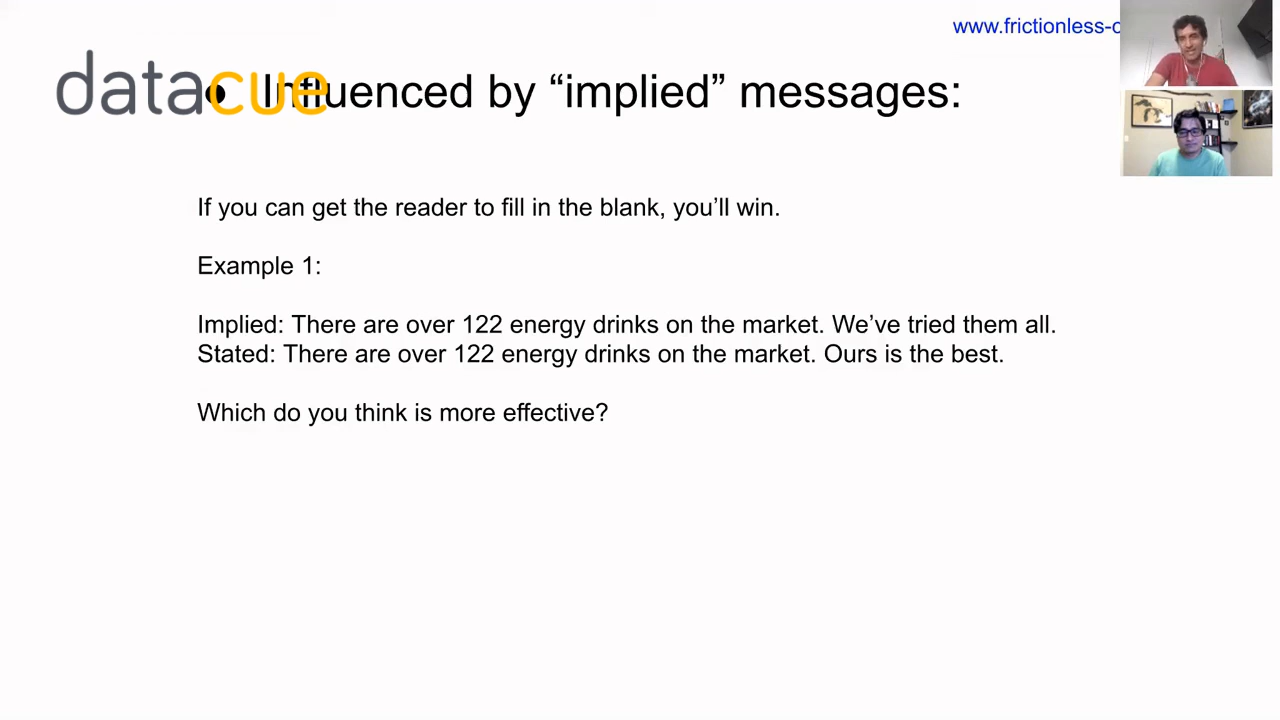 www.frictionless-c
datacue
● Influenced by “implied” messages:
If you can get the reader to fill in the blank, you’ll win.
Example 1:
Implied: There are over 122 energy drinks on the market. We’ve tried them all.
Stated: There are over 122 energy drinks on the market. Ours is the best.
Which do you think is more effective?